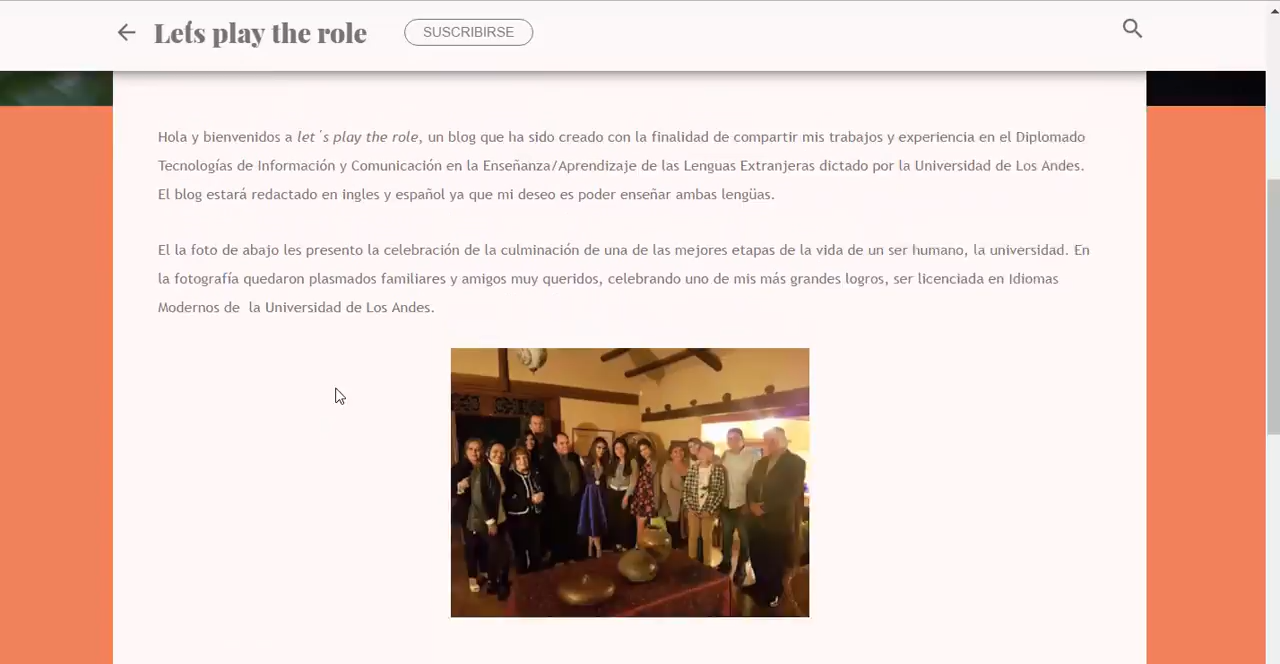 Let's play the role SUSCRIBIRSE
Hola y bienvenidos a let´s play the role, un blog que ha sido creado con la finalidad de compartir mis trabajos y experiencia en el Diplomado
Tecnologías de Información y Comunicación en la Enseñanza/Aprendizaje de las Lenguas Extranjeras dictado por la Universidad de Los Andes.
El blog estará redactado en ingles y español ya que mi deseo es poder enseñar ambas lengüas.
El la foto de abajo les presento la celebración de la culminación de una de las mejores etapas de la vida de un ser humano, la universidad. En
la fotografía quedaron plasmados familiares y amigos muy queridos, celebrando uno de mis más grandes logros, ser licenciada en Idiomas
Modernos de  la Universidad de Los Andes.